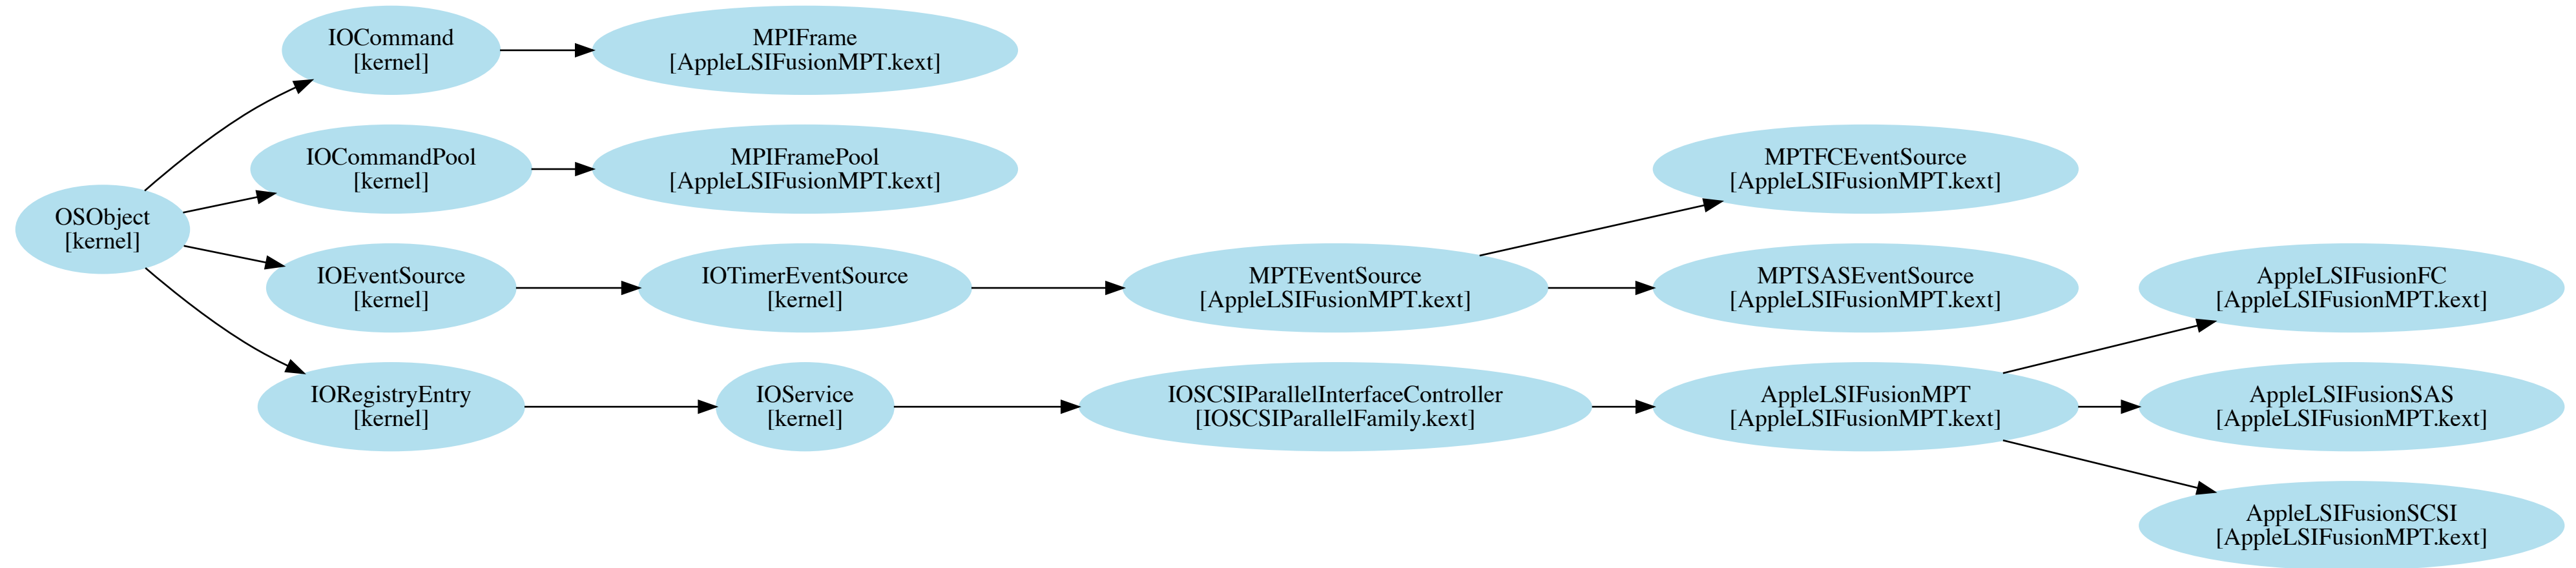 OSObject
[kernel]
IOCommand
[kernel]
MPIFrame
[AppleLSIFusionMPT.kext]
IOCommandPool
[kernel]
MPIFramePool
[AppleLSIFusionMPT.kext]
IOEventSource
[kernel]
IOTimerEventSource
[kernel]
MPTEventSource
[AppleLSIFusionMPT.kext]
MPTFCEventSource
[AppleLSIFusionMPT.kext]
MPTSASEventSource
[AppleLSIFusionMPT.kext]
IORegistryEntry
[kernel]
IOService
[kernel]
IOSCSIParallelInterfaceController
[IOSCSIParallelFamily.kext]
AppleLSIFusionMPT
[AppleLSIFusionMPT.kext]
AppleLSIFusionFC
[AppleLSIFusionMPT.kext]
AppleLSIFusionSAS
[AppleLSIFusionMPT.kext]
AppleLSIFusionSCSI
[AppleLSIFusionMPT.kext]